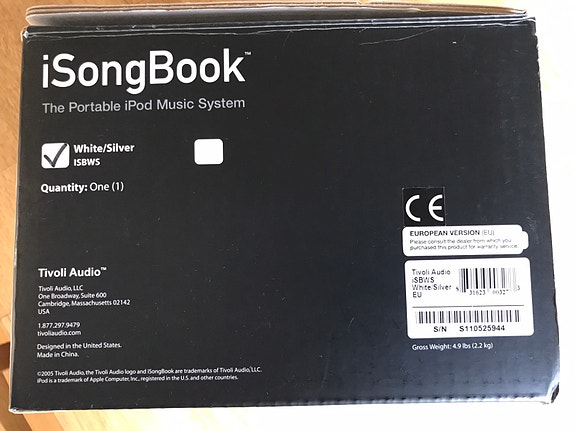 iSongBook™
The Portable iPod Music System
White/Silver
ISBWS
Quantity: One (1)
CE
EUROPEAN VERSION (EU)
Please consult the dealer from which you
purchased this product for warranty service.
Tivoli Audio™
Tivoli Audio, LLC
One Broadway, Suite 600
Cambridge, Massachusetts 02142
USA
1.877.297.9479
tivoliaudio.com
Designed in the United States.
Made in China.
Tivoli Audio
iSBWS
White/Silver
EU
S/N S110525944
Gross Weight: 4.9 lbs (2.2 kg)
©2005 Tivoli Audio, the Tivoli Audio logo and iSongBook are trademarks of Tivoli Audio, LLC.
iPod is a trademark of Apple Computer, Inc., registered in the U.S. and other countries.